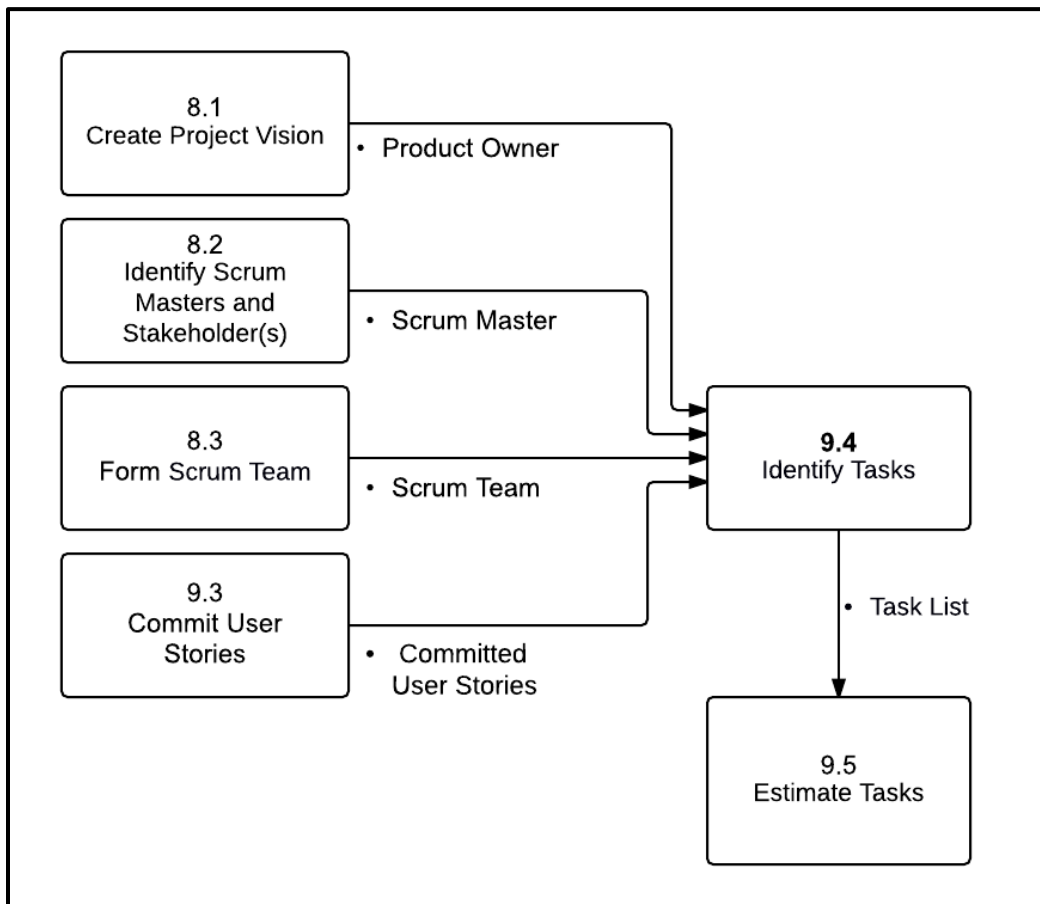 8.1
Create Project Vision
• Product Owner
8.2
Identify Scrum
Masters and
Stakeholder(s)
• Scrum Master
8.3
Form Scrum Team
• Scrum Team
9.3
Commit User
Stories
• Committed
User Stories
9.4
Identify Tasks
• Task List
9.5
Estimate Tasks